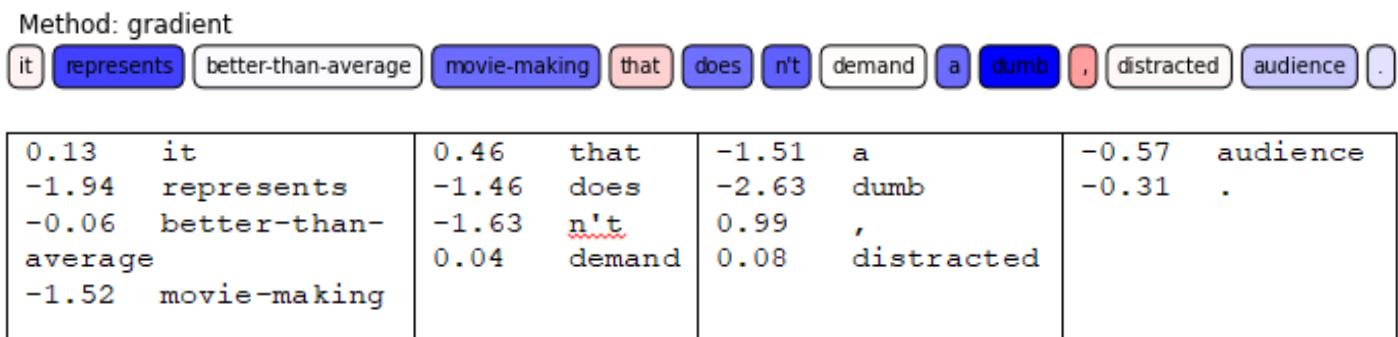 Method: gradient
it represents better-than-average movie-making that does n't demand a dumb , distracted audience .
0.13 it
-1.94 represents
-0.06 better-than-
average
-1.52 movie-making
0.46 that
-1.46 does
-1.63 n't
0.04 demand
-1.51 a
-2.63 dumb
0.99 ,
0.08 distracted
-0.57 audience
-0.31 .